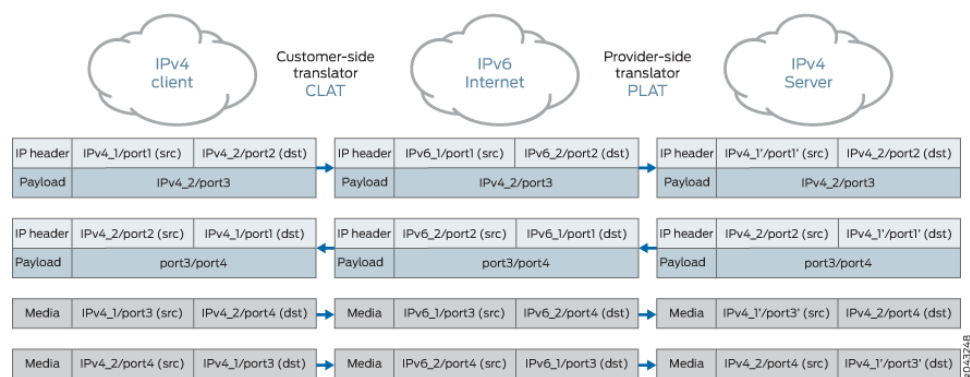 IPv4
client
Customer-side
translator
CLAT
IPv6
Internet
Provider-side
translator
PLAT
IPv4
Server
IP header IPv4_1/port1 (src) IPv4_2/port2 (dst) IP header IPv6_1/port1 (src) IPv6_2/port2 (dst) IP header IPv4_1'/port1' (src) IPv4_2/port2 (dst)
Payload IPv4_2/port3 Payload IPv4_2/port3 Payload IPv4_2/port3
IP header IPv4_2/port2 (src) IPv4_1/port1 (dst) IP header IPv6_2/port2 (src) IPv6_1/port1 (dst) IP header IPv4_2/port2 (src) IPv4_1'/port1' (dst)
Payload port3/port4 Payload port3/port4 Payload port3/port4
Media IPv4_1/port3 (src) IPv4_2/port4 (dst) Media IPv6_1/port3 (src) IPv6_2/port4 (dst) Media IPv4_1'/port3' (src) IPv4_2/port4 (dst)
Media IPv4_2/port4 (src) IPv4_1/port3 (dst) Media IPv6_2/port4 (src) IPv6_1/port3 (dst) Media IPv4_2/port4 (src) IPv4_1'/port3' (dst)
g043248